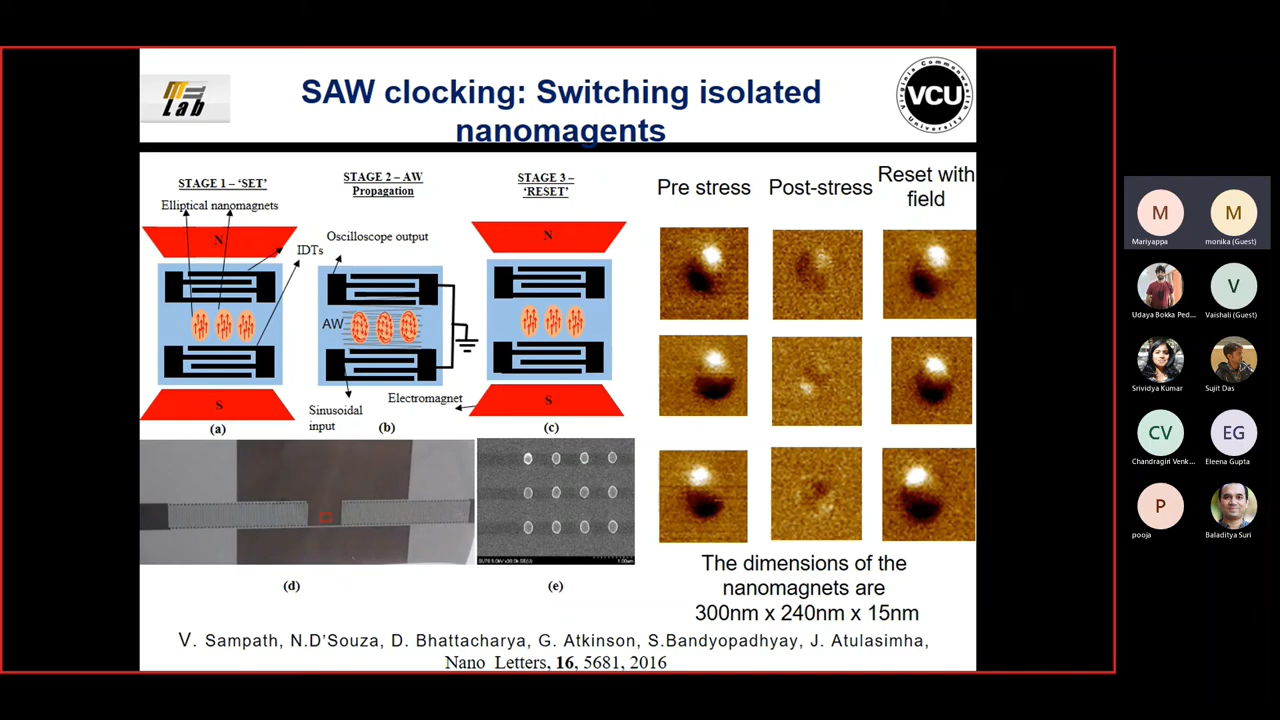 SAW clocking: Switching isolated
nanomagents
Lab
Virginia Commonwealth University
VCU
STAGE 1 – 'SET'
Elliptical nanomagnets
N
IDTs
S
(a)
STAGE 2 – AW
Propagation
Oscilloscope output
AW
Sinusoidal
input
(b)
STAGE 3 –
'RESET'
N
Electromagnet
S
(c)
(d)
1.00um
(e)
Pre stress
Post-stress
Reset with
field
The dimensions of the
nanomagnets are
300nm x 240nm x 15nm
V. Sampath, N.D'Souza, D. Bhattacharya, G. Atkinson, S.Bandyopadhyay, J. Atulasimha,
Nano Letters, 16, 5681, 2016
M
Mariyappa
M
monika (Guest)
Udaya Bokka Ped...
V
Vaishali (Guest)
Srividya Kumar
Sujit Das
CV
Chandragiri Venk...
EG
Eleena Gupta
P
pooja
Baladitya Suri